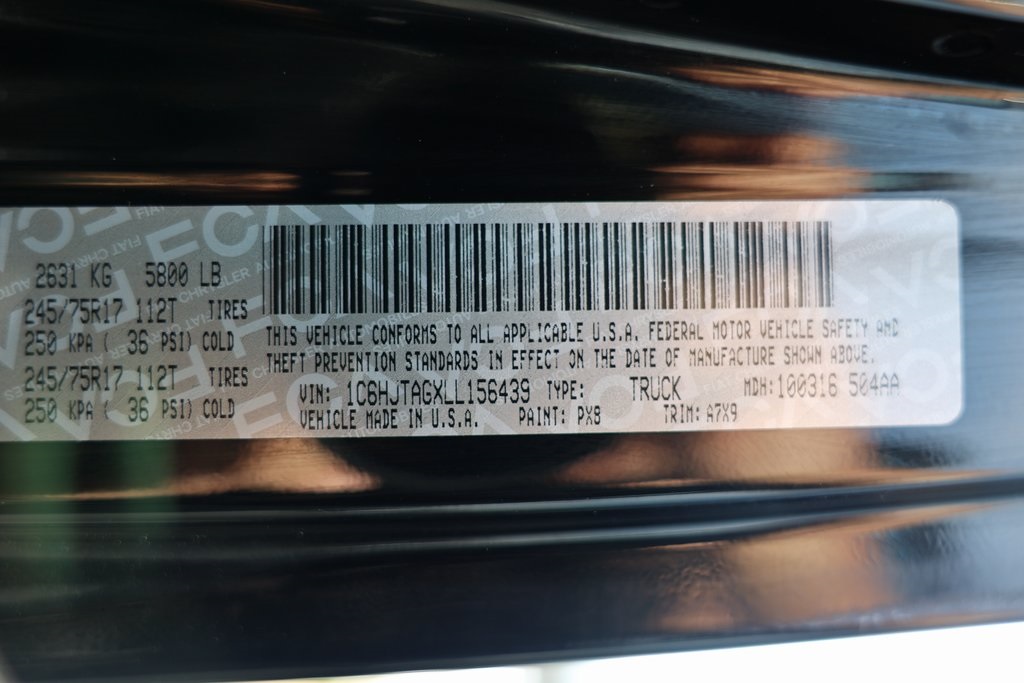 2631 KG 5800 LB
245/75R17 112T TIRES
250 KPA ( 36 PSI) COLD
245/75R17 112T TIRES
250 KPA ( 36 PSI) COLD
THIS VEHICLE CONFORMS TO ALL APPLICABLE U.S.A. FEDERAL MOTOR VEHICLE SAFETY AND
THEFT PREVENTION STANDARDS IN EFFECT ON THE DATE OF MANUFACTURE SHOWN ABOVE.
VIN: 1C6HJTAGXLL156439 TYPE: TRUCK MDH:100316 504AA
VEHICLE MADE IN U.S.A. PAINT: PX8 TRIM: A7X9